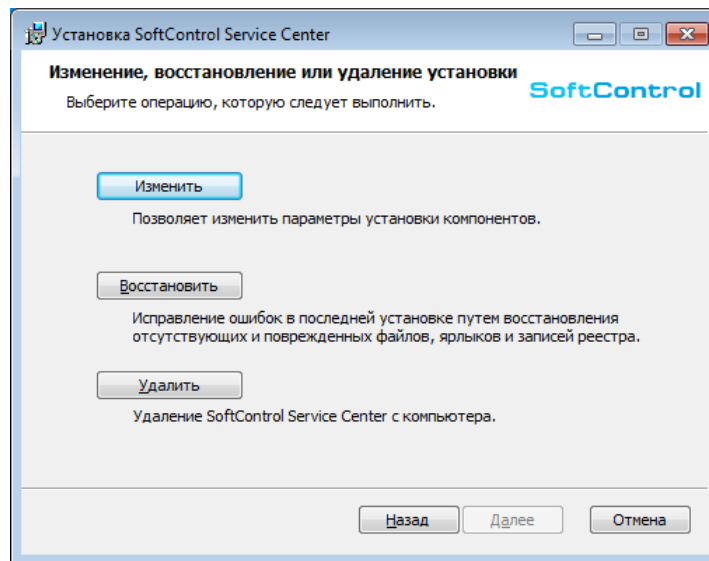 Установка SoftControl Service Center
Изменение, восстановление или удаление установки
SoftControl
Выберите операцию, которую следует выполнить.
Изменить
Позволяет изменить параметры установки компонентов.
Восстановить
Исправление ошибок в последней установке путем восстановления
отсутствующих и поврежденных файлов, ярлыков и записей реестра.
Удалить
Удаление SoftControl Service Center с компьютера.
Назад
Далее
Отмена